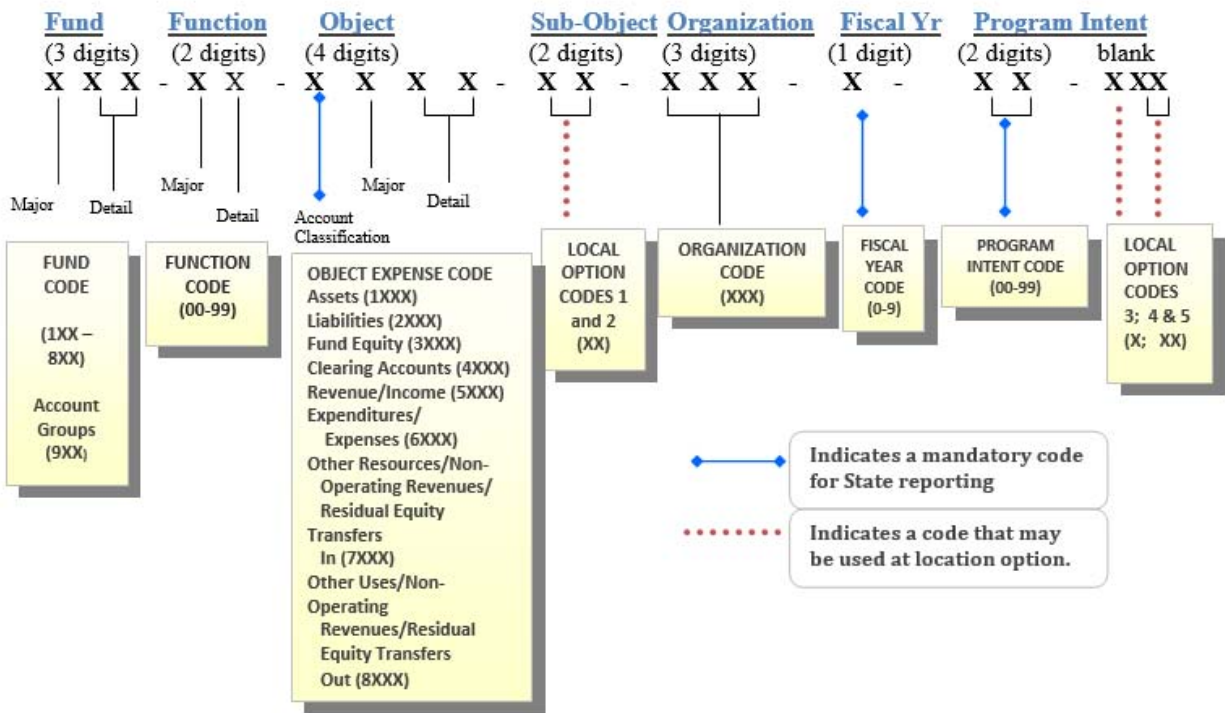 Fund Function Object Sub-Object Organization Fiscal Yr Program Intent
(3 digits) (2 digits) (4 digits) (2 digits) (3 digits) (1 digit) (2 digits) blank
X X X - X X - X X X X - X X - X X X - X - X X - X XX
Major
Detail
Major
Detail
Account
Classification
Major
Detail
FUND
CODE
(1XX –
8XX)
Account
Groups
(9XX)
FUNCTION
CODE
(00-99)
OBJECT EXPENSE CODE
Assets (1XXX)
Liabilities (2XXX)
Fund Equity (3XXX)
Clearing Accounts (4XXX)
Revenue/Income (5XXX)
Expenditures/
Expenses (6XXX)
Other Resources/Non-
Operating Revenues/
Residual Equity
Transfers
In (7XXX)
Other Uses/Non-
Operating
Revenues/Residual
Equity Transfers
Out (8XXX)
LOCAL
OPTION
CODES 1
and 2
(XX)
ORGANIZATION
CODE
(XXX)
FISCAL
YEAR
CODE
(0-9)
PROGRAM
INTENT CODE
(00-99)
LOCAL
OPTION
CODES
3; 4 & 5
(X; XX)
Indicates a mandatory code
for State reporting
Indicates a code that may
be used at location option.